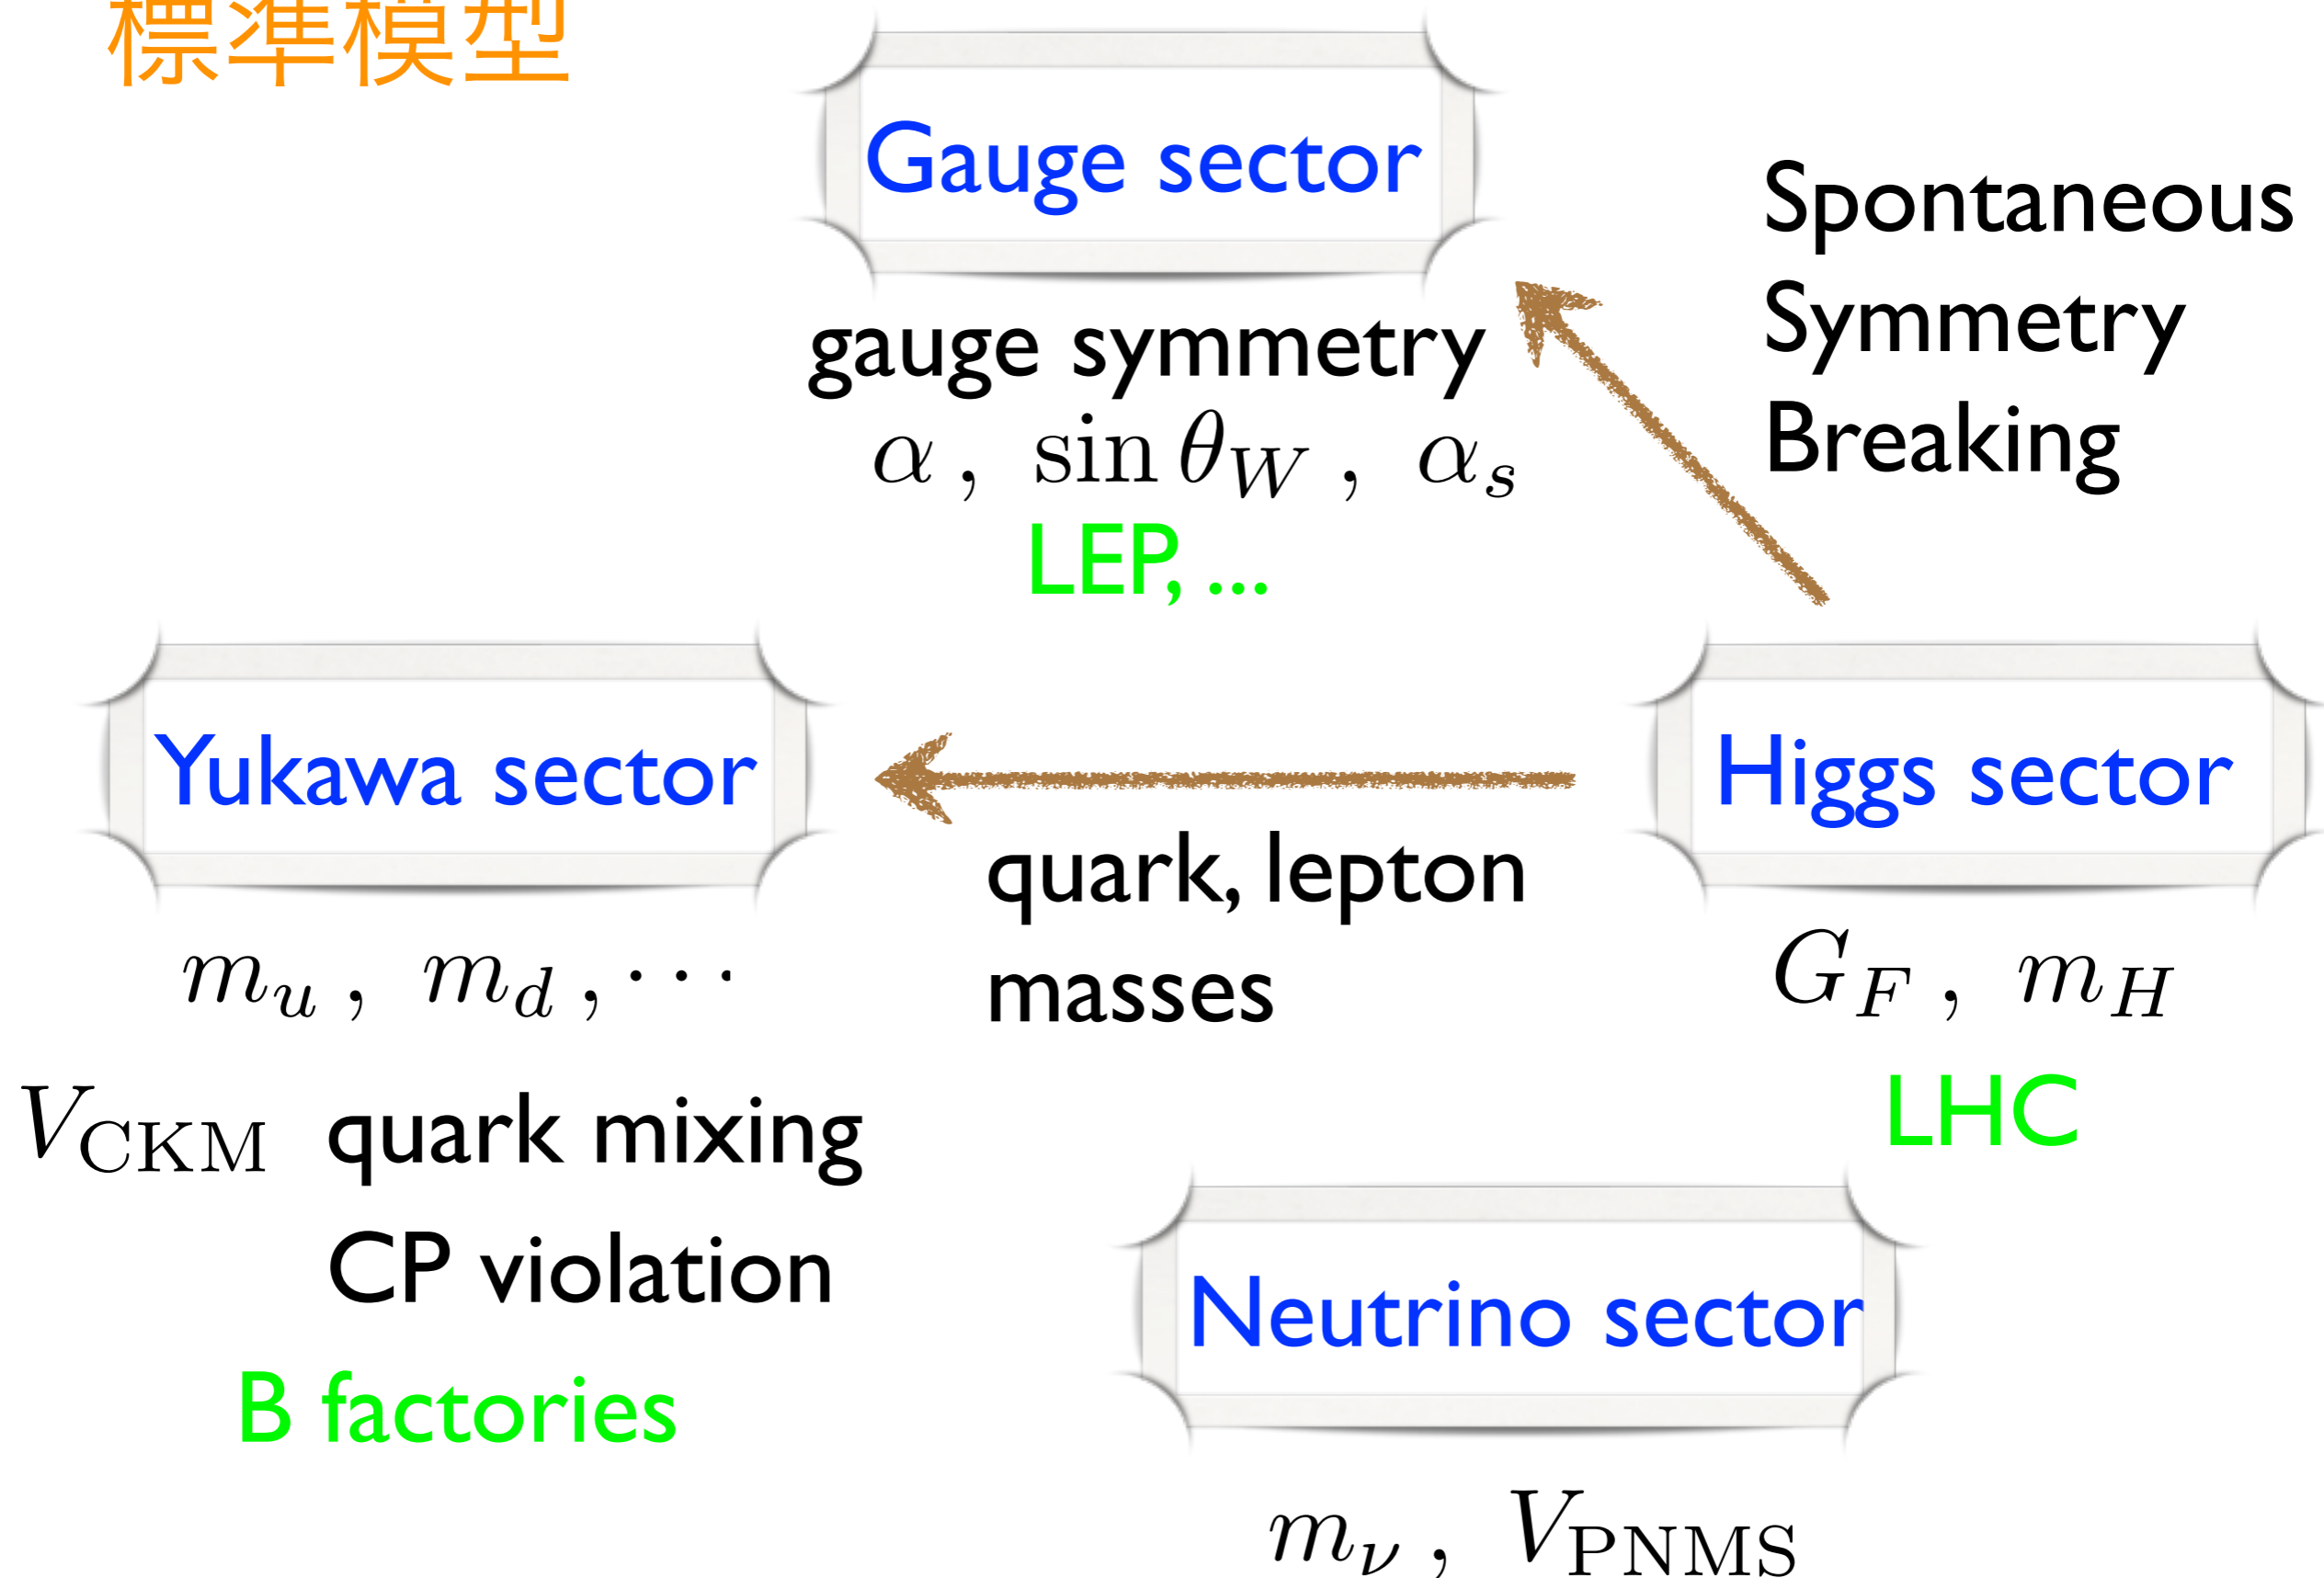 標準模型
Gauge sector
gauge symmetry
α , sin θ_W , α_s
LEP, ...
Spontaneous
Symmetry
Breaking
Yukawa sector
m_u , m_d , ···
V_CKM quark mixing
CP violation
B factories
quark, lepton
masses
Higgs sector
G_F , m_H
LHC
Neutrino sector
m_ν , V_PNMS